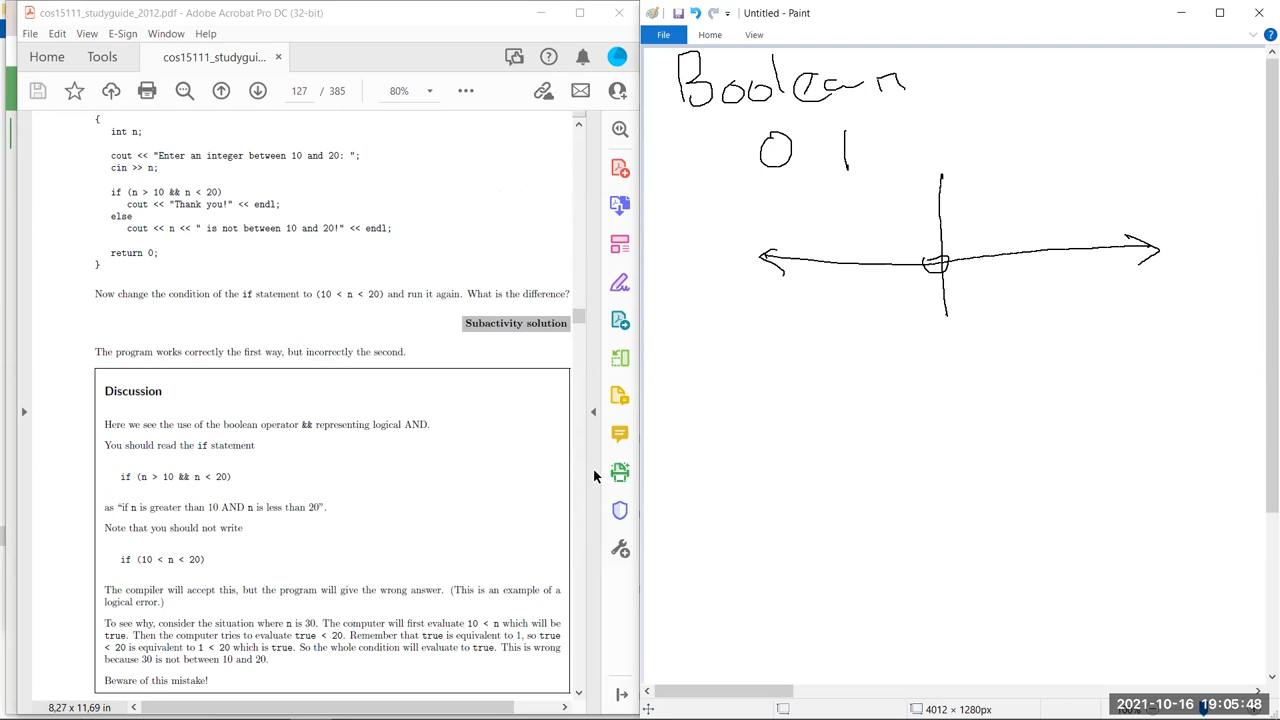 cos15111_studyguide_2012.pdf - Adobe Acrobat Pro DC (32-bit)
File Edit View E-Sign Window Help
Home Tools cos15111_studygui... ×
127 / 385 80%
{
int n;
cout << "Enter an integer between 10 and 20: ";
cin >> n;
if (n > 10 && n < 20)
cout << "Thank you!" << endl;
else
cout << n << " is not between 10 and 20!" << endl;
return 0;
}
Now change the condition of the if statement to (10 < n < 20) and run it again. What is the difference?
Subactivity solution
The program works correctly the first way, but incorrectly the second.
Discussion
Here we see the use of the boolean operator && representing logical AND.
You should read the if statement
if (n > 10 && n < 20)
as “if n is greater than 10 AND n is less than 20”.
Note that you should not write
if (10 < n < 20)
The compiler will accept this, but the program will give the wrong answer. (This is an example of a
logical error.)
To see why, consider the situation where n is 30. The computer will first evaluate 10 < n which will be
true. Then the computer tries to evaluate true < 20. Remember that true is equivalent to 1, so true
< 20 is equivalent to 1 < 20 which is true. So the whole condition will evaluate to true. This is wrong
because 30 is not between 10 and 20.
Beware of this mistake!
8,27 x 11,69 in
Untitled - Paint
File Home View
Boolean
0 1
4012 × 1280px
2021-10-16 19:05:48